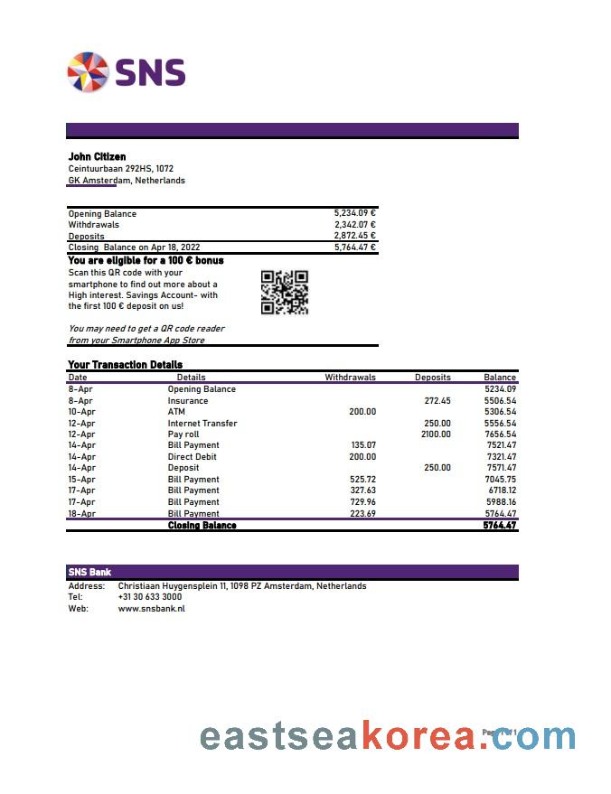 SNS
John Citizen
Ceintuurbaan 292HS, 1072
GK Amsterdam, Netherlands
Opening Balance 5,234.09 €
Withdrawals 2,342.07 €
Deposits 2,872.45 €
Closing Balance on Apr 18, 2022 5,764.47 €
You are eligible for a 100 € bonus
Scan this QR code with your
smartphone to find out more about a
High interest. Savings Account- with
the first 100 € deposit on us!
You may need to get a QR code reader
from your Smartphone App Store
Your Transaction Details
Date Details Withdrawals Deposits Balance
8-Apr Opening Balance 5234.09
8-Apr Insurance 272.45 5506.54
10-Apr ATM 200.00 5306.54
12-Apr Internet Transfer 250.00 5556.54
12-Apr Pay roll 2100.00 7656.54
14-Apr Bill Payment 135.07 7521.47
14-Apr Direct Debit 200.00 7321.47
14-Apr Deposit 250.00 7571.47
15-Apr Bill Payment 525.72 7045.75
17-Apr Bill Payment 327.63 6718.12
17-Apr Bill Payment 729.96 5988.16
18-Apr Bill Payment 223.69 5764.47
Closing Balance 5764.47
SNS Bank
Address: Christiaan Huygensplein 11, 1098 PZ Amsterdam, Netherlands
Tel: +31 30 633 3000
Web: www.snsbank.nl
eastseakorea.com